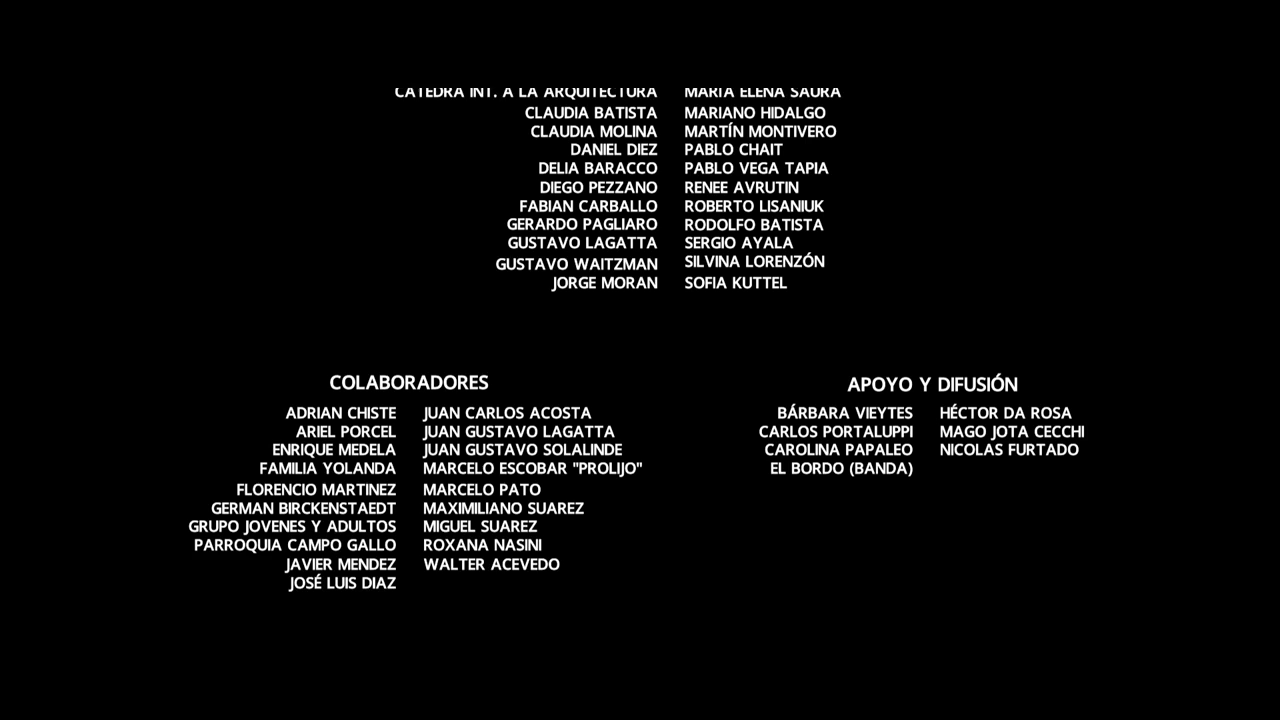 CATEDRA INT. A LA ARQUITECTURA MARIA ELENA SAURA
CLAUDIA BATISTA MARIANO HIDALGO
CLAUDIA MOLINA MARTÍN MONTIVERO
DANIEL DIEZ PABLO CHAIT
DELIA BARACCO PABLO VEGA TAPIA
DIEGO PEZZANO RENEE AVRUTIN
FABIAN CARBALLO ROBERTO LISANIUK
GERARDO PAGLIARO RODOLFO BATISTA
GUSTAVO LAGATTA SERGIO AYALA
GUSTAVO WAITZMAN SILVINA LORENZÓN
JORGE MORAN SOFIA KUTTEL
COLABORADORES
ADRIAN CHISTE JUAN CARLOS ACOSTA
ARIEL PORCEL JUAN GUSTAVO LAGATTA
ENRIQUE MEDELA JUAN GUSTAVO SOLALINDE
FAMILIA YOLANDA MARCELO ESCOBAR "PROLIJO"
FLORENCIO MARTINEZ MARCELO PATO
GERMAN BIRCKENSTAEDT MAXIMILIANO SUAREZ
GRUPO JOVENES Y ADULTOS MIGUEL SUAREZ
PARROQUIA CAMPO GALLO ROXANA NASINI
JAVIER MENDEZ WALTER ACEVEDO
JOSÉ LUIS DIAZ
APOYO Y DIFUSIÓN
BÁRBARA VIEYTES HÉCTOR DA ROSA
CARLOS PORTALUPPI MAGO JOTA CECCHI
CAROLINA PAPALEO NICOLAS FURTADO
EL BORDO (BANDA)